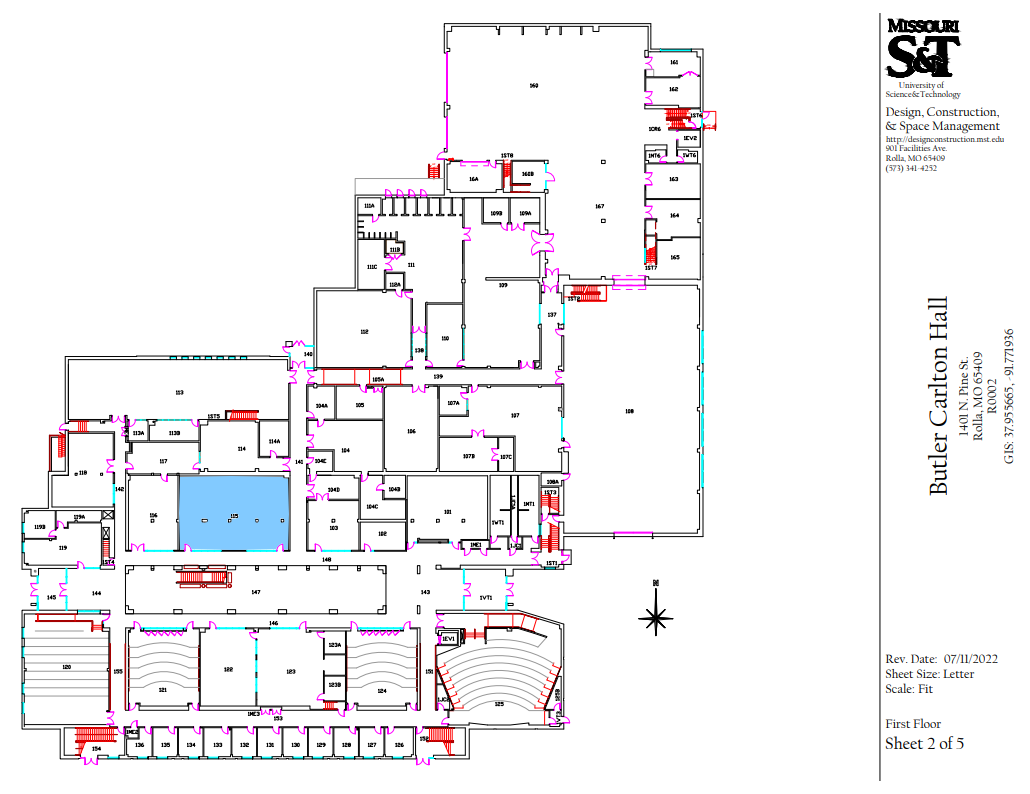 160
161
162
1ST6
1CR6
1EV2
1MT6
1WT6
1ST8
16A
160B
163
167
164
165
1ST7
111A
109B
109A
111B
111C
111
112A
109
1ST2
137
112
110
138
140
139
105A
108
113
104A
105
107A
107
106
1ST5
113A
113B
114
114A
104
117
141
104E
107B
107C
118
142
104D
104B
108A
1ST3
104C
116
115
101
1WT1
1MT1
119A
119B
103
102
119
1ME1
1JC1
1ST4
148
1ST1
145
144
147
143
1VT1
146
1EV1
123A
120
155
122
123
151
121
123B
124
125
125B
1ME3
153
1ME2
152
154
136
135
134
133
132
131
130
129
128
127
126
N
MISSOURI
S&T
University of
Science & Technology
Design, Construction,
& Space Management
http://designconstruction.mst.edu
901 Facilities Ave.
Rolla, MO 65409
(573) 341-4252
Butler Carlton Hall
1401 N. Pine St.
Rolla, MO 65409
R0002
GIS: 37.955665, -91.771936
Rev. Date: 07/11/2022
Sheet Size: Letter
Scale: Fit
First Floor
Sheet 2 of 5